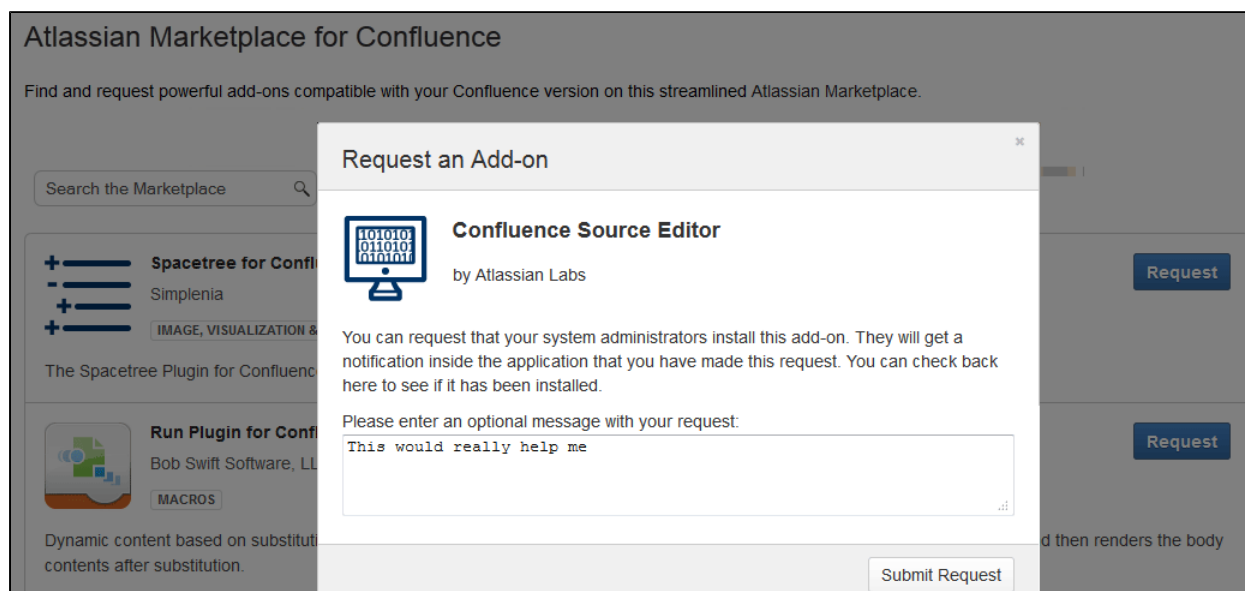 Atlassian Marketplace for Confluence
Find and request powerful add-ons compatible with your Confluence version on this streamlined Atlassian Marketplace.
Request an Add-on
×
Search the Marketplace
Confluence Source Editor
by Atlassian Labs
1010101
0110101
0101010
Spacetree for Confl
Simplenia
IMAGE, VISUALIZATION &
Request
The Spacetree Plugin for Confluenc
You can request that your system administrators install this add-on. They will get a
notification inside the application that you have made this request. You can check back
here to see if it has been installed.
Please enter an optional message with your request:
This would really help me
Run Plugin for Conf
Bob Swift Software, LL
MACROS
Request
Dynamic content based on substituti
d then renders the body
contents after substitution.
Submit Request